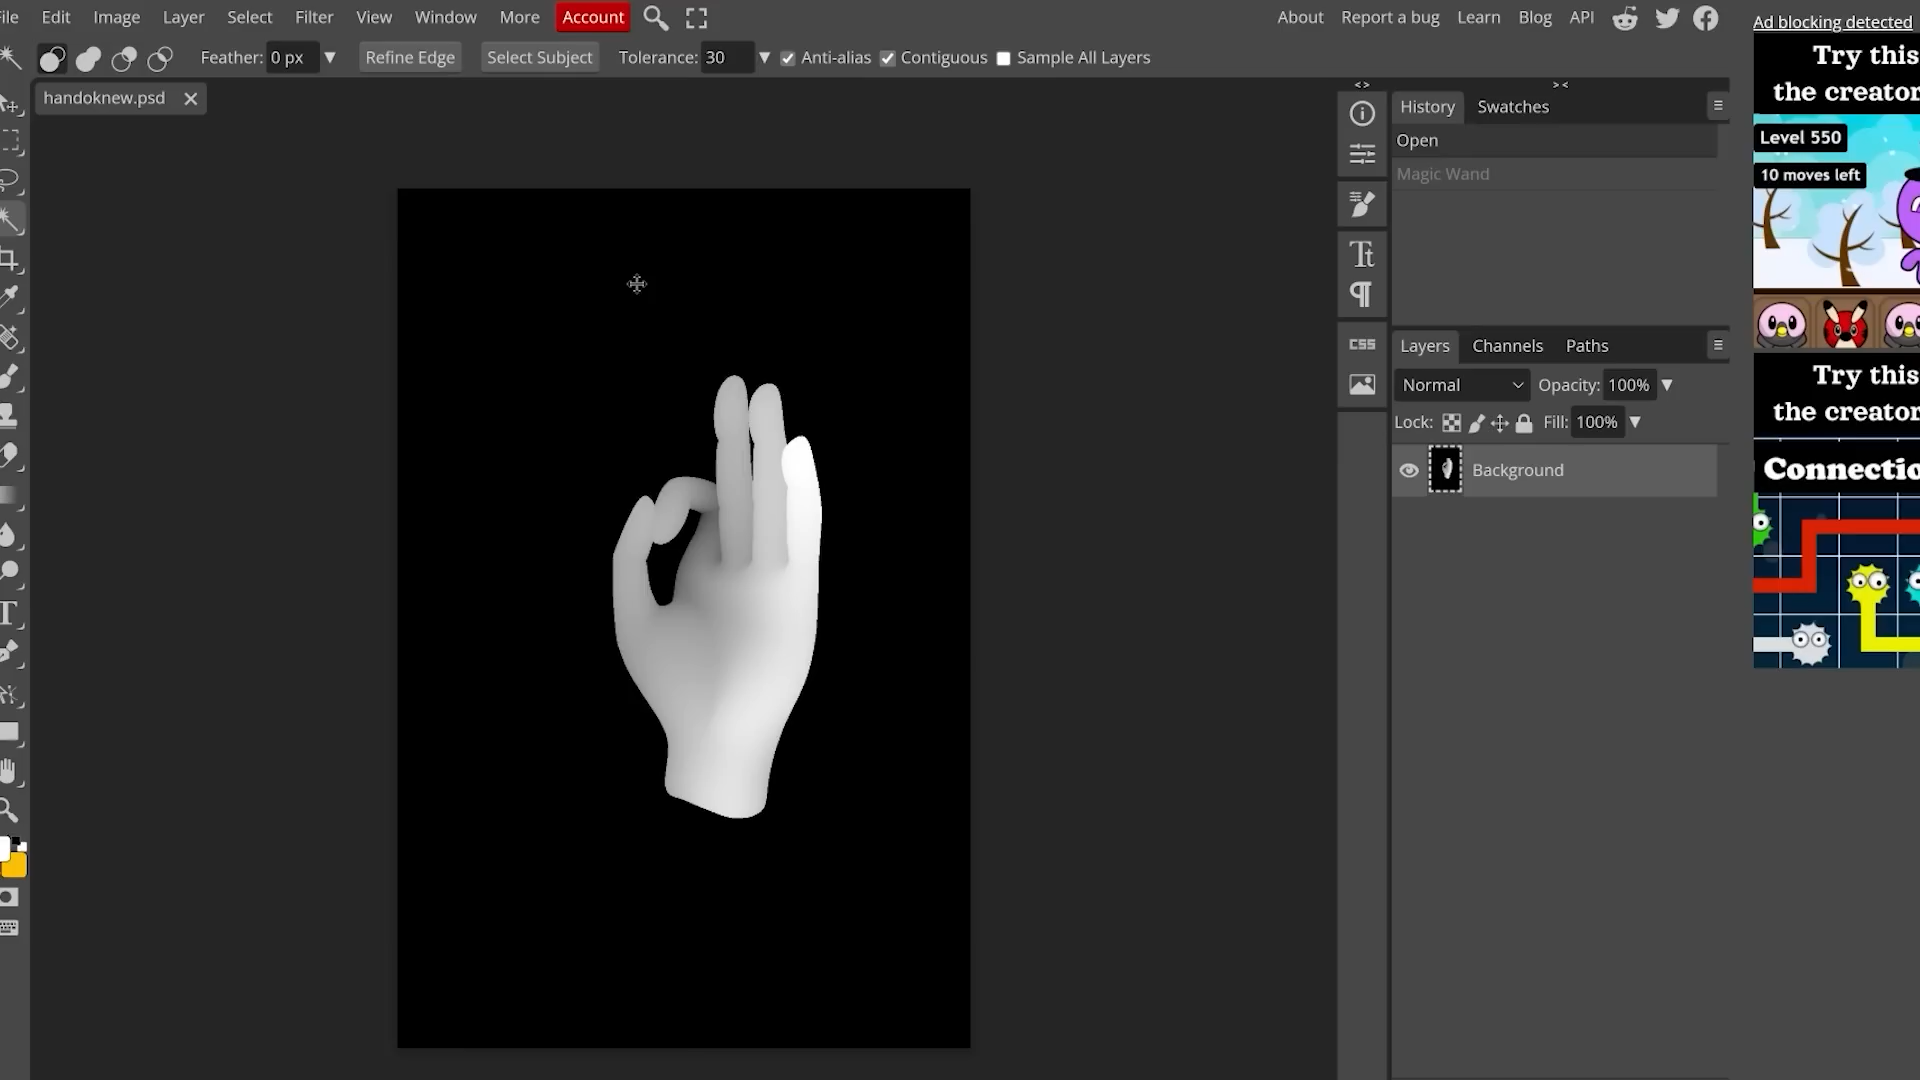 File Edit Image Layer Select Filter View Window More Account About Report a bug Learn Blog API
Ad blocking detected
Feather: 0 px Refine Edge Select Subject Tolerance: 30 Anti-alias Contiguous Sample All Layers
Try this
the creator
handoknew.psd
History Swatches
Open
Magic Wand
Level 550
10 moves left
Tt
CSS
Layers Channels Paths
Normal Opacity: 100%
Lock: Fill: 100%
Background
Try this
the creator
Connectio
T